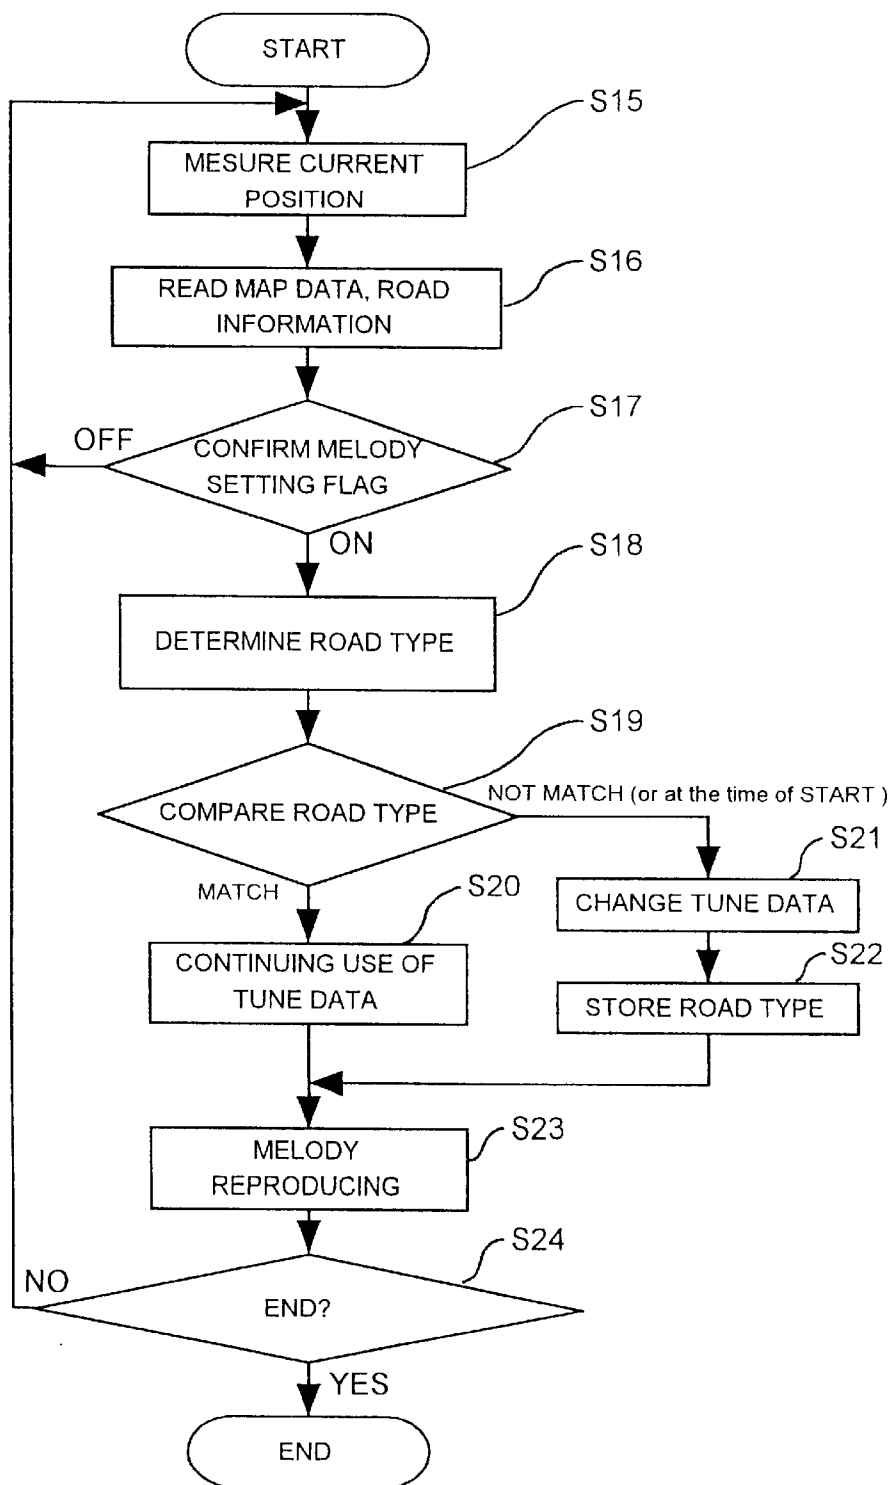 START
S15
MESURE CURRENT
POSITION
S16
READ MAP DATA, ROAD
INFORMATION
S17
OFF
CONFIRM MELODY
SETTING FLAG
ON
S18
DETERMINE ROAD TYPE
S19
NOT MATCH (or at the time of START )
COMPARE ROAD TYPE
S21
MATCH
S20
CHANGE TUNE DATA
CONTINUING USE OF
TUNE DATA
S22
STORE ROAD TYPE
S23
MELODY
REPRODUCING
S24
NO
END?
YES
END